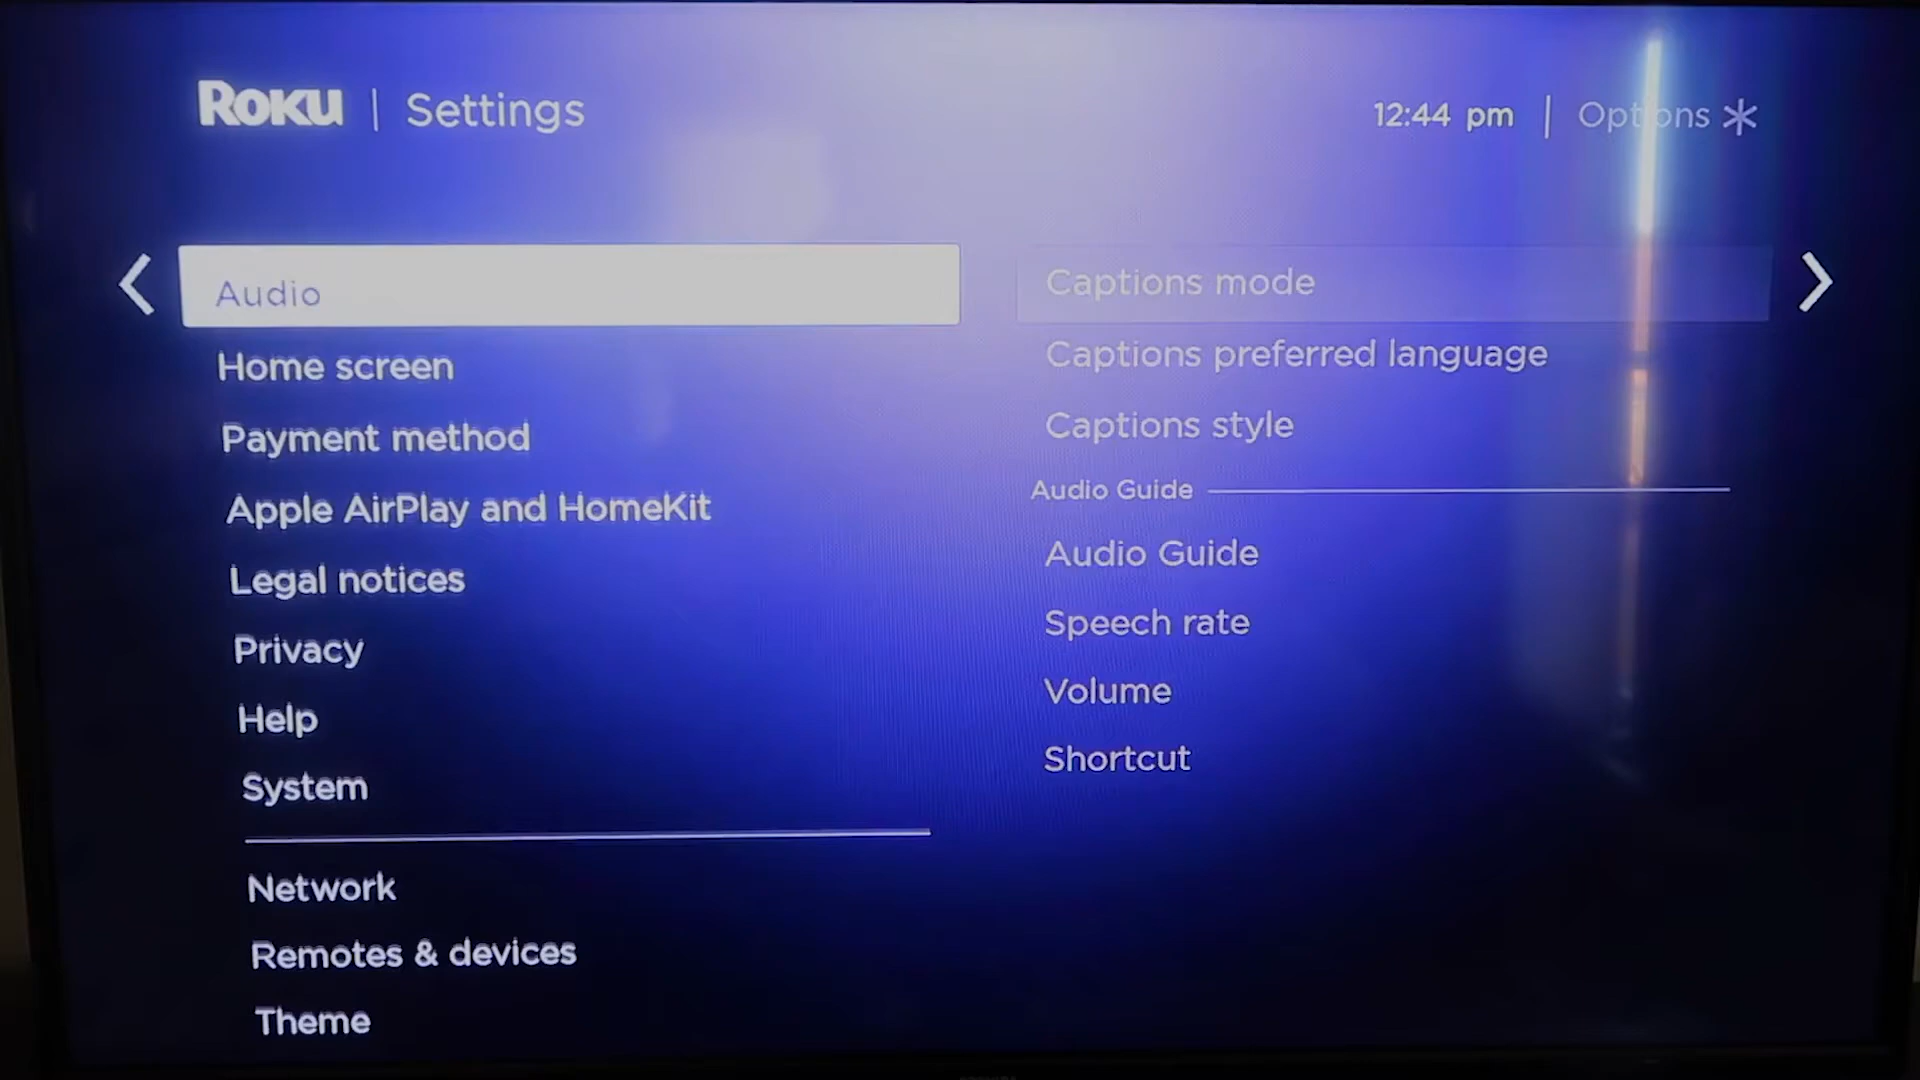 Roku | Settings
12:44 pm | Options *
Audio
Home screen
Payment method
Apple AirPlay and HomeKit
Legal notices
Privacy
Help
System
Network
Remotes & devices
Theme
Captions mode
Captions preferred language
Captions style
Audio Guide
Audio Guide
Speech rate
Volume
Shortcut